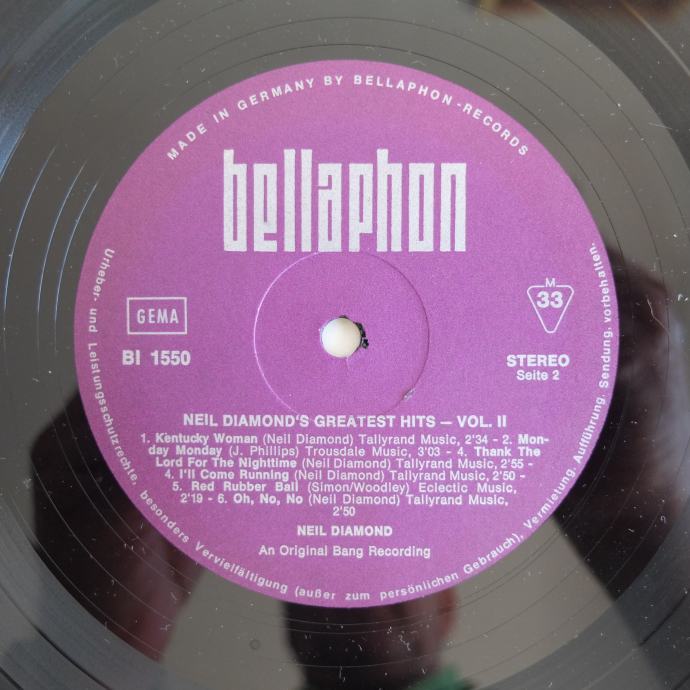 MADE IN GERMANY BY BELLAPHON-RECORDS
bellaphon
GEMA
BI 1550
M
33
STEREO
Seite 2
NEIL DIAMOND'S GREATEST HITS — VOL. II
1. Kentucky Woman (Neil Diamond) Tallyrand Music, 2'34 - 2. Mon-
day Monday (J. Phillips) Trousdale Music, 3'03 - 4. Thank The
Lord For The Nighttime (Neil Diamond) Tallyrand Music, 2'55 -
4. I'll Come Running (Neil Diamond) Tallyrand Music, 2'50 -
5. Red Rubber Ball (Simon/Woodley) Eclectic Music,
2'19 - 6. Oh, No, No (Neil Diamond) Tallyrand Music,
2'50
NEIL DIAMOND
An Original Bang Recording
Urheber- und Leistungsschutzrechte, besonders Vervielfältigung (außer zum persönlichen Gebrauch), Vermietung, Aufführung, Sendung, vorbehalten.